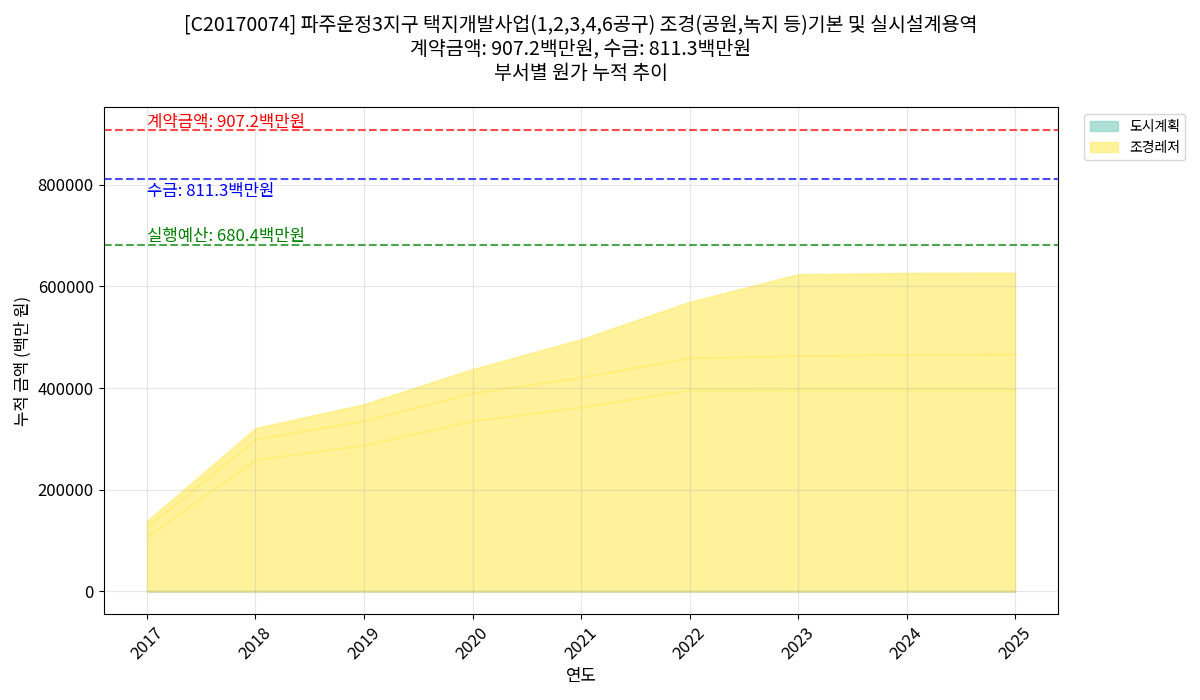 [C20170074] 파주운정3지구 택지개발사업(1,2,3,4,6공구) 조경(공원,녹지 등)기본 및 실시설계용역
계약금액: 907.2백만원, 수금: 811.3백만원
부서별 원가 누적 추이
계약금액: 907.2백만원
수금: 811.3백만원
실행예산: 680.4백만원
도시계획
조경레저
누적 금액 (백만 원)
800000
600000
400000
200000
0
2017
2018
2019
2020
2021
2022
2023
2024
2025
연도